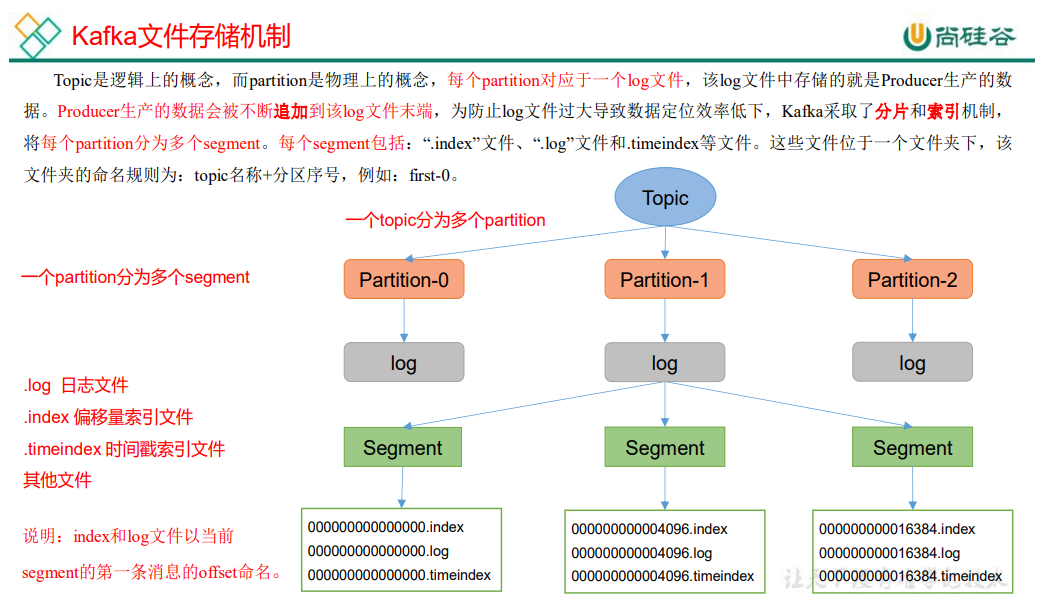 Kafka文件存储机制
尚硅谷
Topic是逻辑上的概念，而partition是物理上的概念，每个partition对应于一个log文件，该log文件中存储的就是Producer生产的数
据。Producer生产的数据会被不断追加到该log文件末端，为防止log文件过大导致数据定位效率低下，Kafka采取了分片和索引机制，
将每个partition分为多个segment。每个segment包括：“.index”文件、“.log”文件和.timeindex等文件。这些文件位于一个文件夹下，该
文件夹的命名规则为：topic名称+分区序号，例如：first-0。
Topic
一个topic分为多个partition
一个partition分为多个segment
Partition-0
Partition-1
Partition-2
log
log
log
.log 日志文件
.index 偏移量索引文件
.timeindex 时间戳索引文件
其他文件
Segment
Segment
Segment
说明：index和log文件以当前
segment的第一条消息的offset命名。
000000000000000.index
000000000000000.log
000000000000000.timeindex
000000000004096.index
000000000004096.log
000000000004096.timeindex
000000000016384.index
000000000016384.log
000000000016384.timeindex